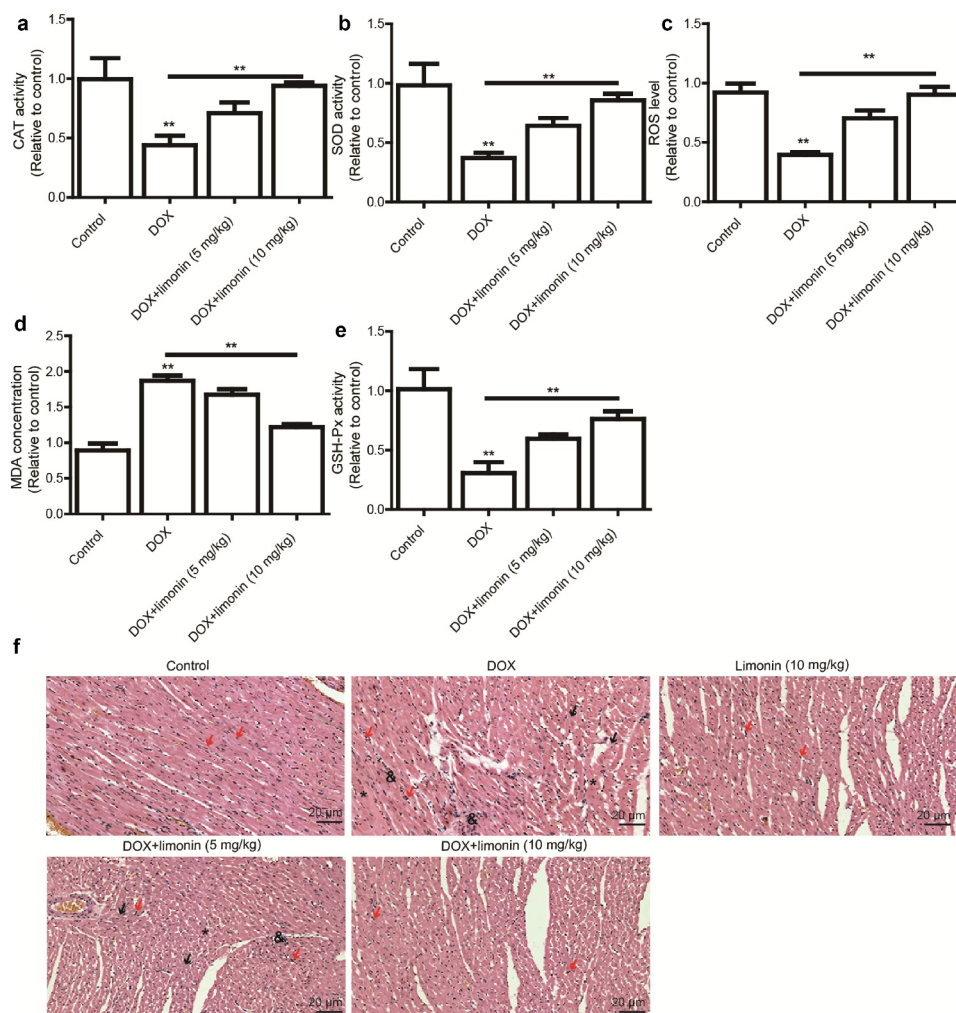 a
CAT activity
(Relative to control)
1.5
1.0
0.5
0.0
**
**
Control
DOX
DOX+limonin (5 mg/kg)
DOX+limonin (10 mg/kg)
b
SOD activity
(Relative to control)
1.5
1.0
0.5
0.0
**
**
Control
DOX
DOX+limonin (5 mg/kg)
DOX+limonin (10 mg/kg)
c
ROS level
(Relative to control)
1.5
1.0
0.5
0.0
**
**
Control
DOX
DOX+limonin (5 mg/kg)
DOX+limonin (10 mg/kg)
d
MDA concentration
(Relative to control)
2.5
2.0
1.5
1.0
0.5
0.0
**
**
Control
DOX
DOX+limonin (5 mg/kg)
DOX+limonin (10 mg/kg)
e
GSH-Px activity
(Relative to control)
1.5
1.0
0.5
0.0
**
**
Control
DOX
DOX+limonin (5 mg/kg)
DOX+limonin (10 mg/kg)
f
Control
20 µm
DOX
&
*
*
&
20 µm
Limonin (10 mg/kg)
20 µm
DOX+limonin (5 mg/kg)
*
&
20 µm
DOX+limonin (10 mg/kg)
20 µm